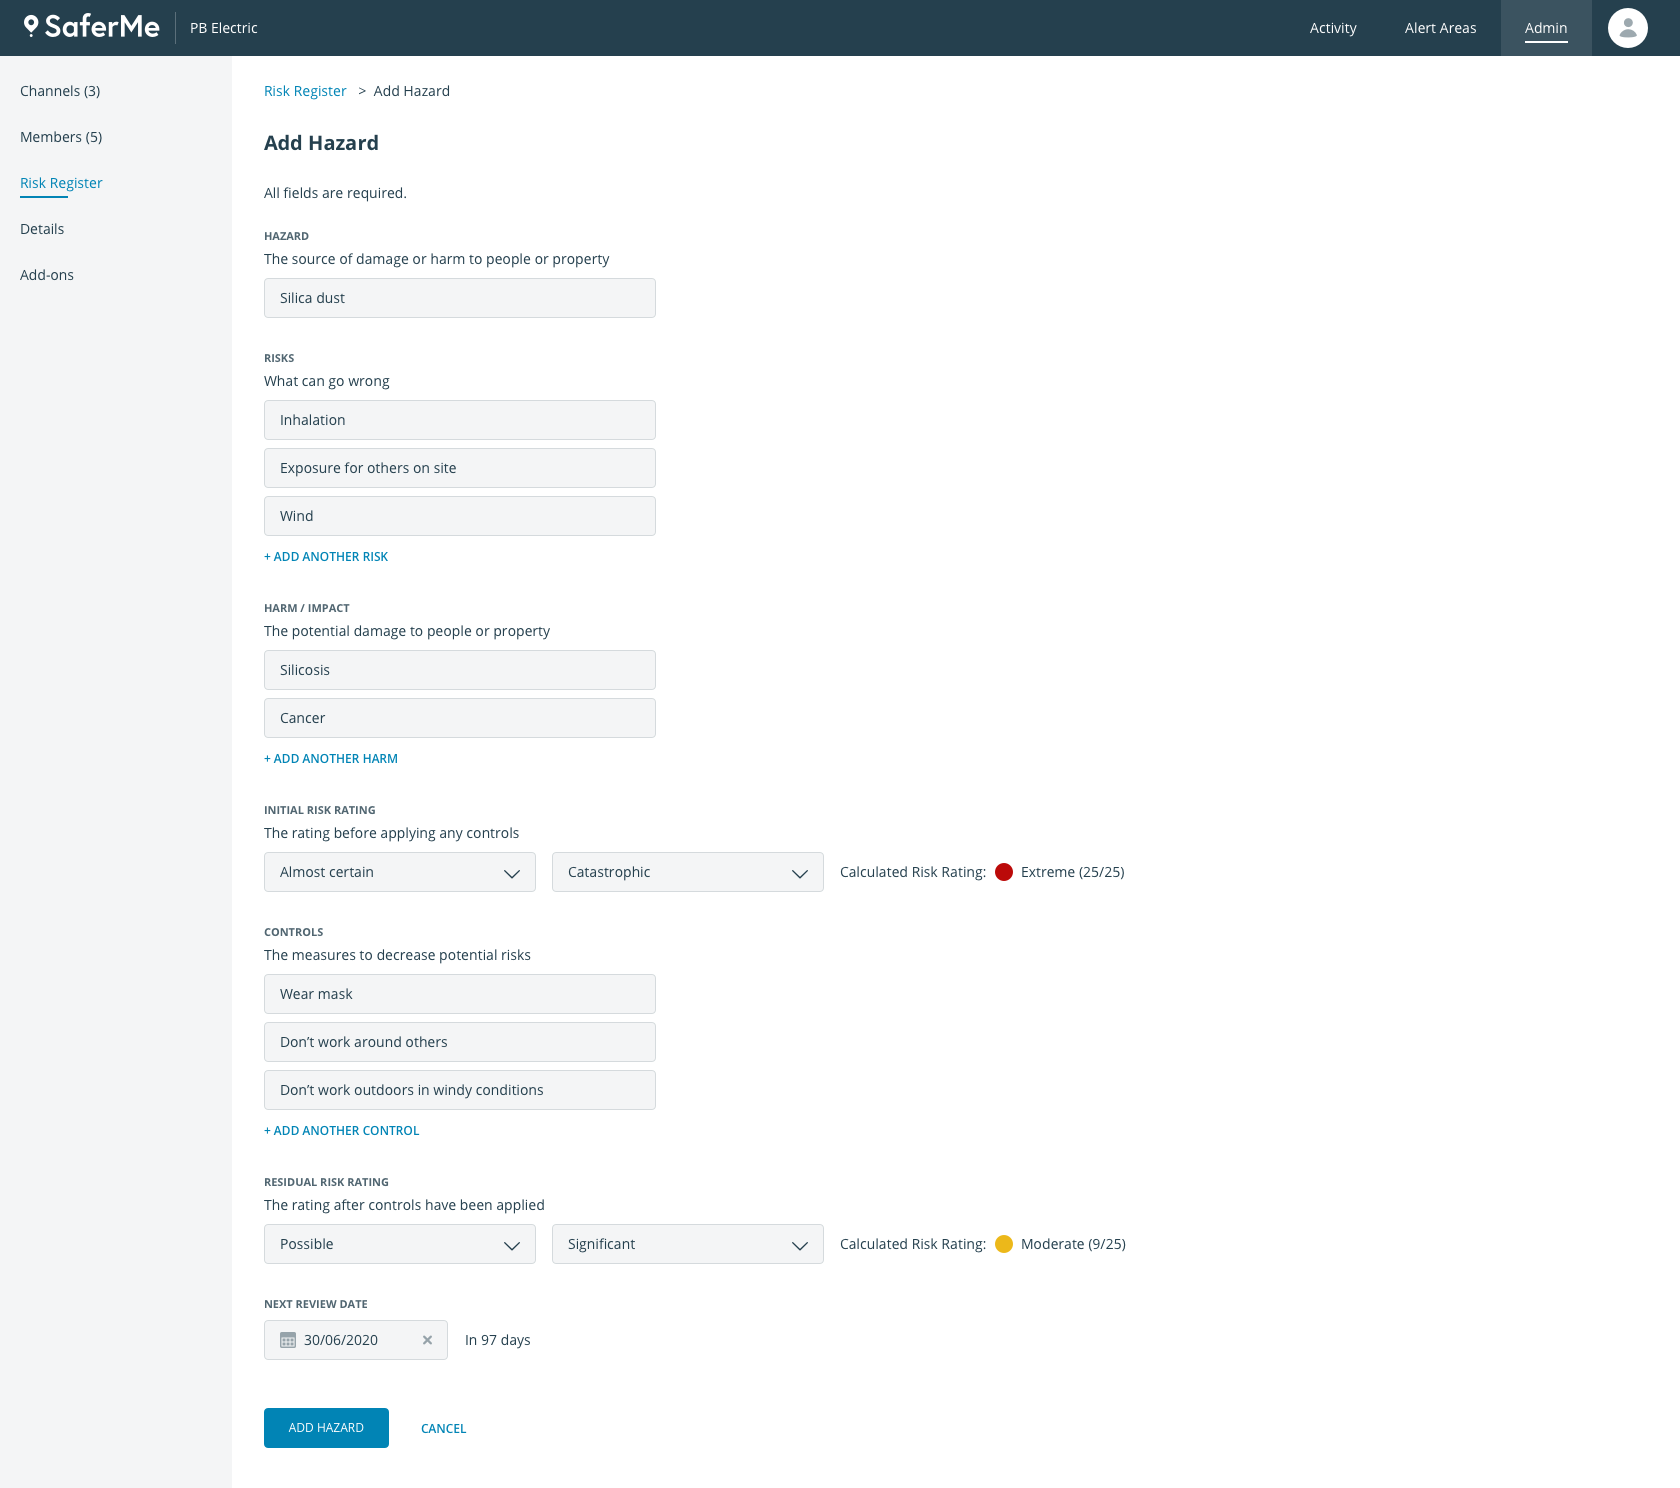 SaferMe
PB Electric
Activity
Alert Areas
Admin
Channels (3)
Members (5)
Risk Register
Details
Add-ons
Risk Register > Add Hazard
Add Hazard
All fields are required.
HAZARD
The source of damage or harm to people or property
Silica dust
RISKS
What can go wrong
Inhalation
Exposure for others on site
Wind
+ ADD ANOTHER RISK
HARM / IMPACT
The potential damage to people or property
Silicosis
Cancer
+ ADD ANOTHER HARM
INITIAL RISK RATING
The rating before applying any controls
Almost certain
Catastrophic
Calculated Risk Rating: Extreme (25/25)
CONTROLS
The measures to decrease potential risks
Wear mask
Don’t work around others
Don’t work outdoors in windy conditions
+ ADD ANOTHER CONTROL
RESIDUAL RISK RATING
The rating after controls have been applied
Possible
Significant
Calculated Risk Rating: Moderate (9/25)
NEXT REVIEW DATE
30/06/2020
In 97 days
ADD HAZARD
CANCEL